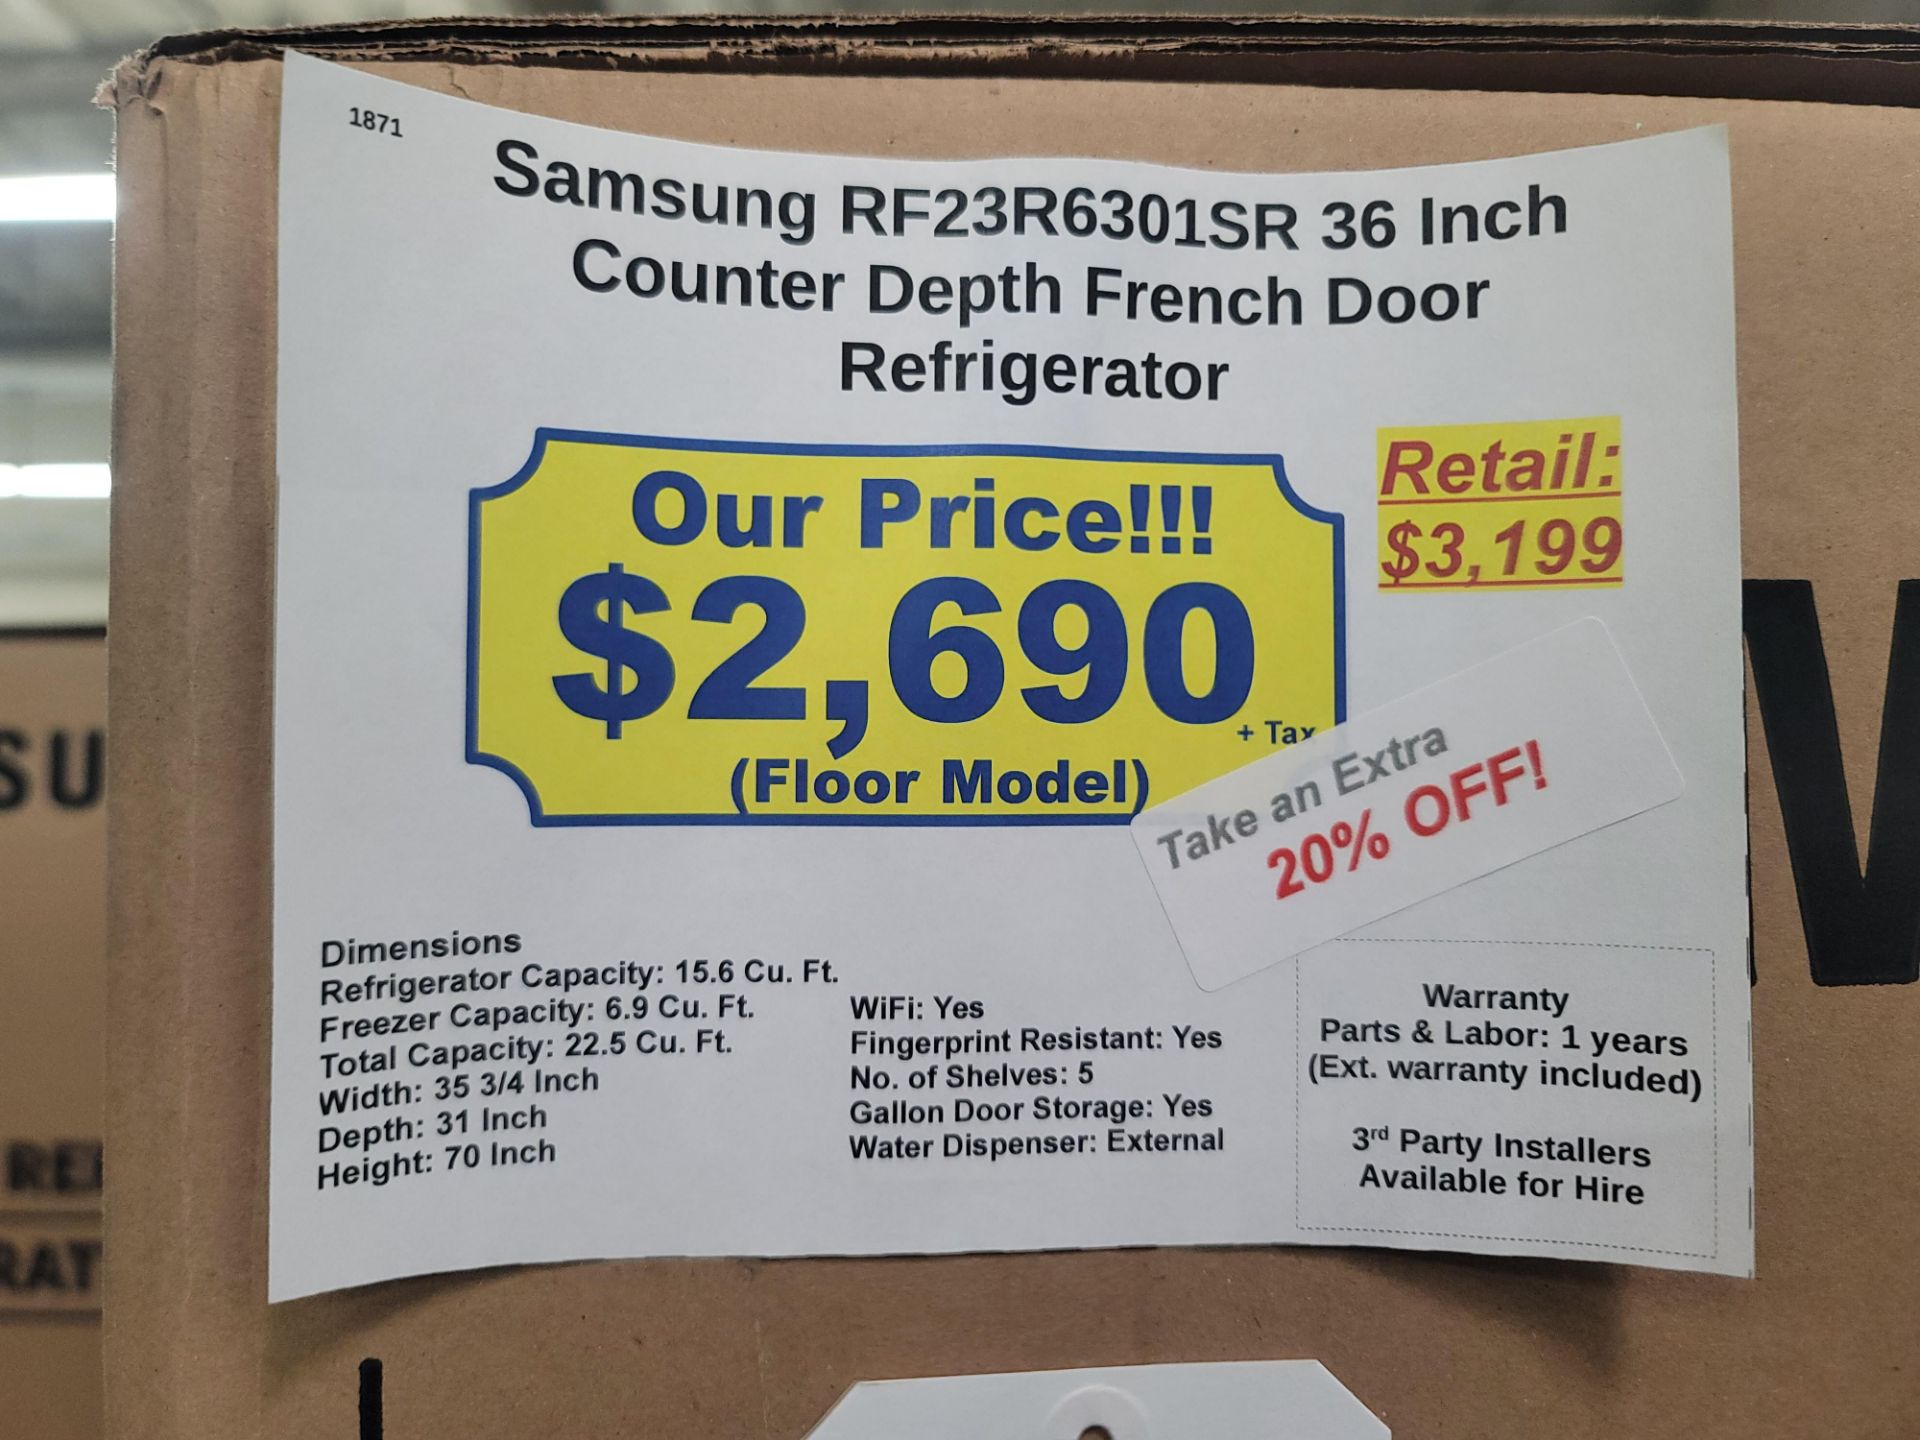 1871
Samsung RF23R6301SR 36 Inch
Counter Depth French Door
Refrigerator
Our Price!!!
$2,690
+ Tax
(Floor Model)
Retail:
$3,199
Take an Extra
20% OFF!
Dimensions
Refrigerator Capacity: 15.6 Cu. Ft.
Freezer Capacity: 6.9 Cu. Ft.
Total Capacity: 22.5 Cu. Ft.
Width: 35 3/4 Inch
Depth: 31 Inch
Height: 70 Inch
WiFi: Yes
Fingerprint Resistant: Yes
No. of Shelves: 5
Gallon Door Storage: Yes
Water Dispenser: External
Warranty
Parts & Labor: 1 years
(Ext. warranty included)
3rd Party Installers
Available for Hire
SU
RE
RAT